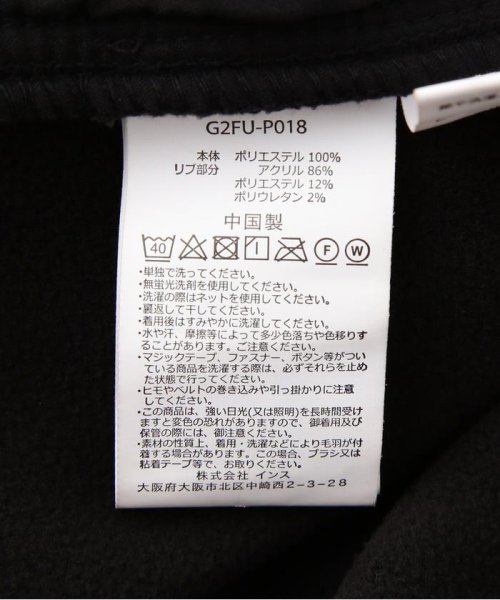 G2FU-P018
本体 ポリエステル 100%
リブ部分 アクリル 86%
ポリエステル 12%
ポリウレタン 2%
中国製
40 F W
・単独で洗ってください。
・無蛍光洗剤を使用してください。
・洗濯の際はネットを使用してください。
・裏返して干してください。
・着用後はすみやかに洗濯してください。
・水や汗、摩擦等によって多少色落ちや色移りす
ることがあります。ご注意ください。
・マジックテープ、ファスナー、ボタン等がつい
ている商品を洗濯する際は、必ずそれらを止め
た状態で行ってください。
・ヒモやベルトの巻き込みや引っ掛かりに注意
してください。
・この商品は、強い日光(又は照明)を長時間受け
ますと変色の恐れがありますので、御着用及び
保管の際には、御注意ください。
・素材の性質上、着用・洗濯などにより毛羽が付
着する場合があります。この場合、ブラシ又は
粘着テープ等で、お取りください。
株式会社 インス
大阪府大阪市北区中崎西2-3-28